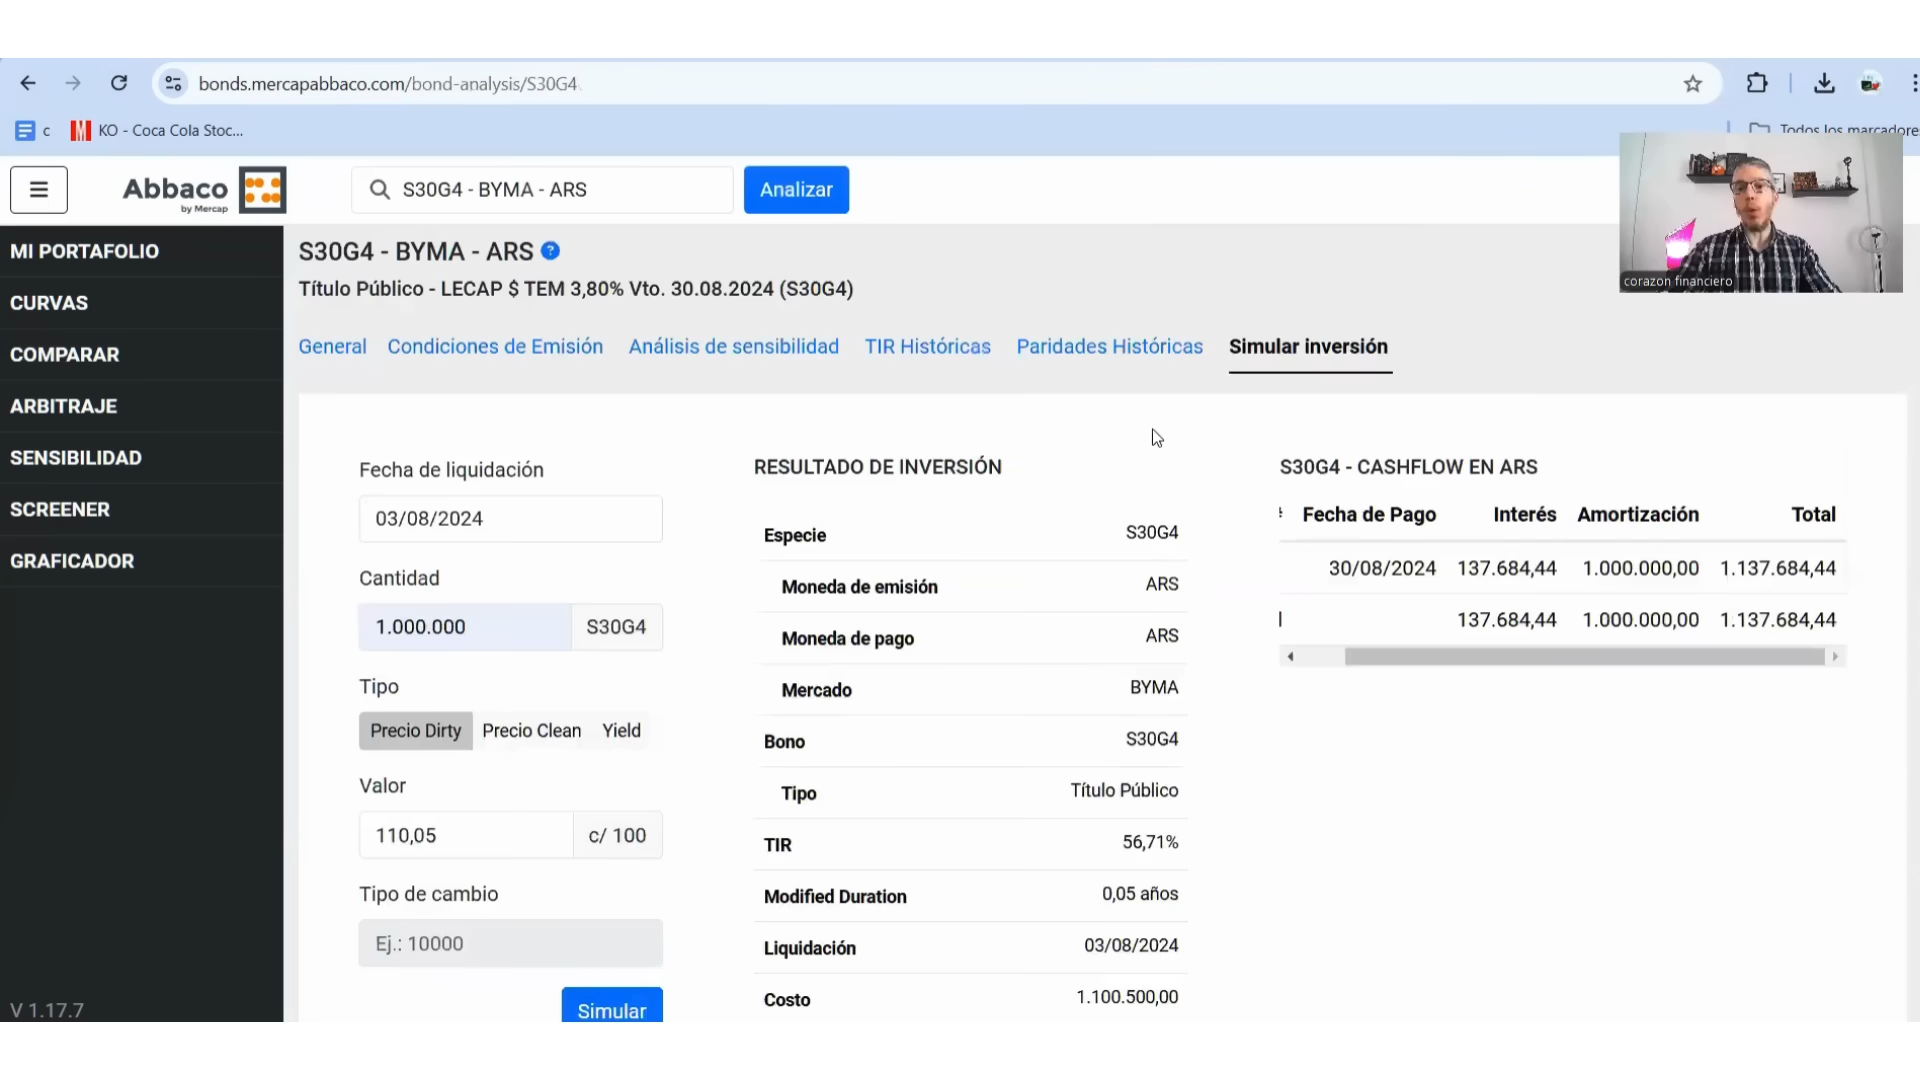 bonds.mercapabbaco.com/bond-analysis/S30G4
c
KO - Coca Cola Stoc...
Todos los marcadore
Abbaco
by Mercap
S30G4 - BYMA - ARS
Analizar
corazon financiero
MI PORTAFOLIO
CURVAS
COMPARAR
ARBITRAJE
SENSIBILIDAD
SCREENER
GRAFICADOR
V 1.17.7
S30G4 - BYMA - ARS ?
Título Público - LECAP $ TEM 3,80% Vto. 30.08.2024 (S30G4)
General Condiciones de Emisión Análisis de sensibilidad TIR Históricas Paridades Históricas Simular inversión
Fecha de liquidación
03/08/2024
Cantidad
1.000.000 S30G4
Tipo
Precio Dirty Precio Clean Yield
Valor
110,05 c/ 100
Tipo de cambio
Ej.: 10000
Simular
RESULTADO DE INVERSIÓN
Especie S30G4
Moneda de emisión ARS
Moneda de pago ARS
Mercado BYMA
Bono S30G4
Tipo Título Público
TIR 56,71%
Modified Duration 0,05 años
Liquidación 03/08/2024
Costo 1.100.500,00
S30G4 - CASHFLOW EN ARS
Fecha de Pago Interés Amortización Total
30/08/2024 137.684,44 1.000.000,00 1.137.684,44
137.684,44 1.000.000,00 1.137.684,44